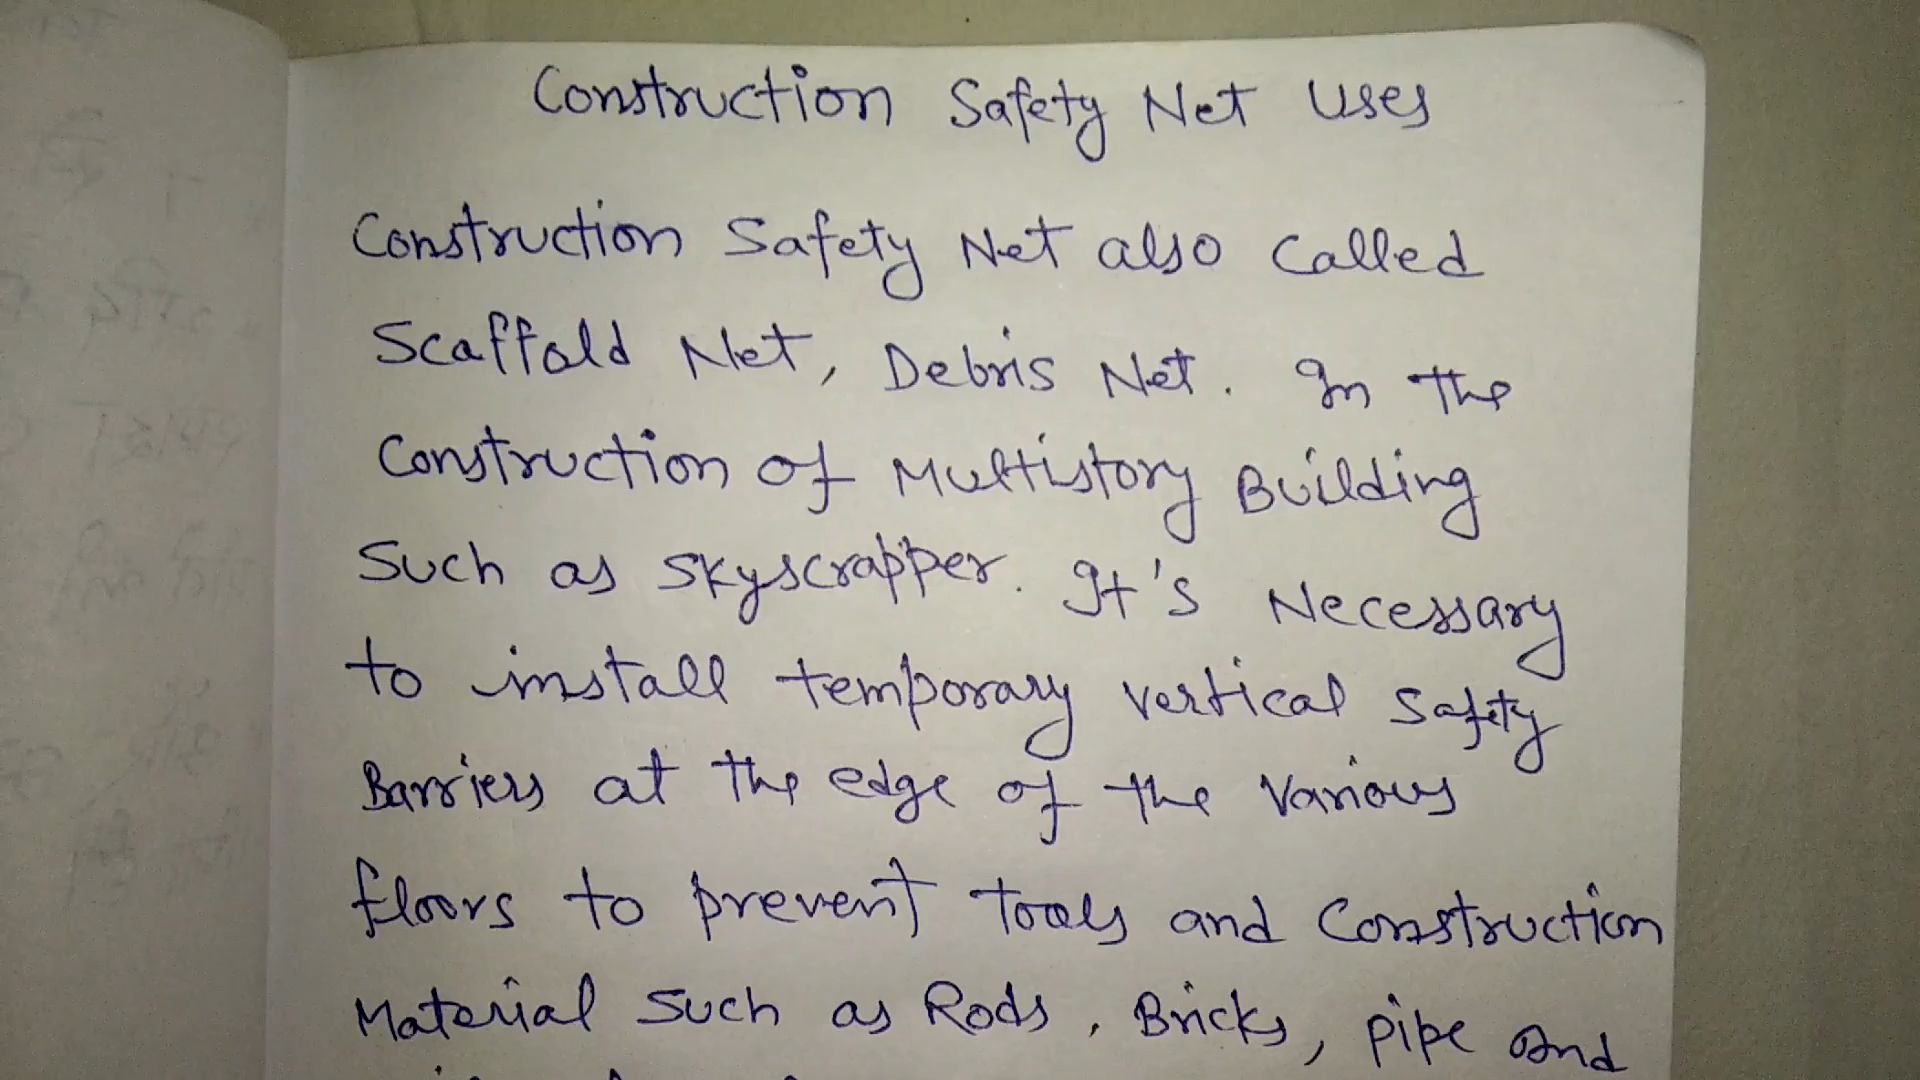 Construction Safety Net Uses
Construction Safety Net also called
Scaffold Net, Debris Net. In the
Construction of Multistory Building
Such as Skyscrapper. It's Necessary
to install temporary vertical safety
Barriers at the edge of the Various
floors to prevent Tools and Construction
Material Such as Rods, Bricks, pipe and